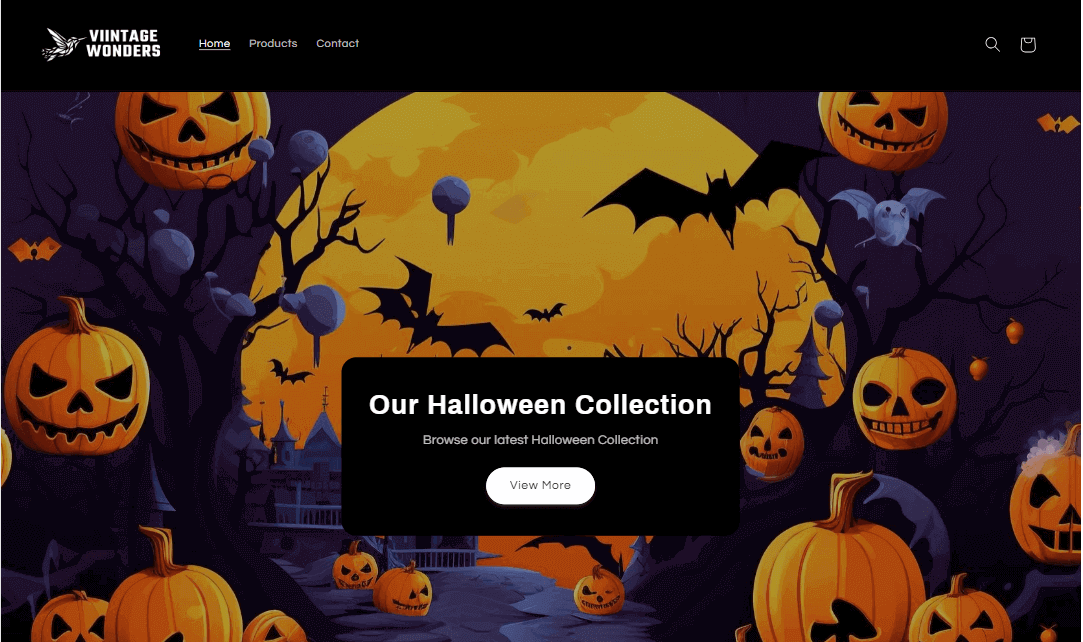 VIINTAGE
WONDERS
Home Products Contact
Our Halloween Collection
Browse our latest Halloween Collection
View More